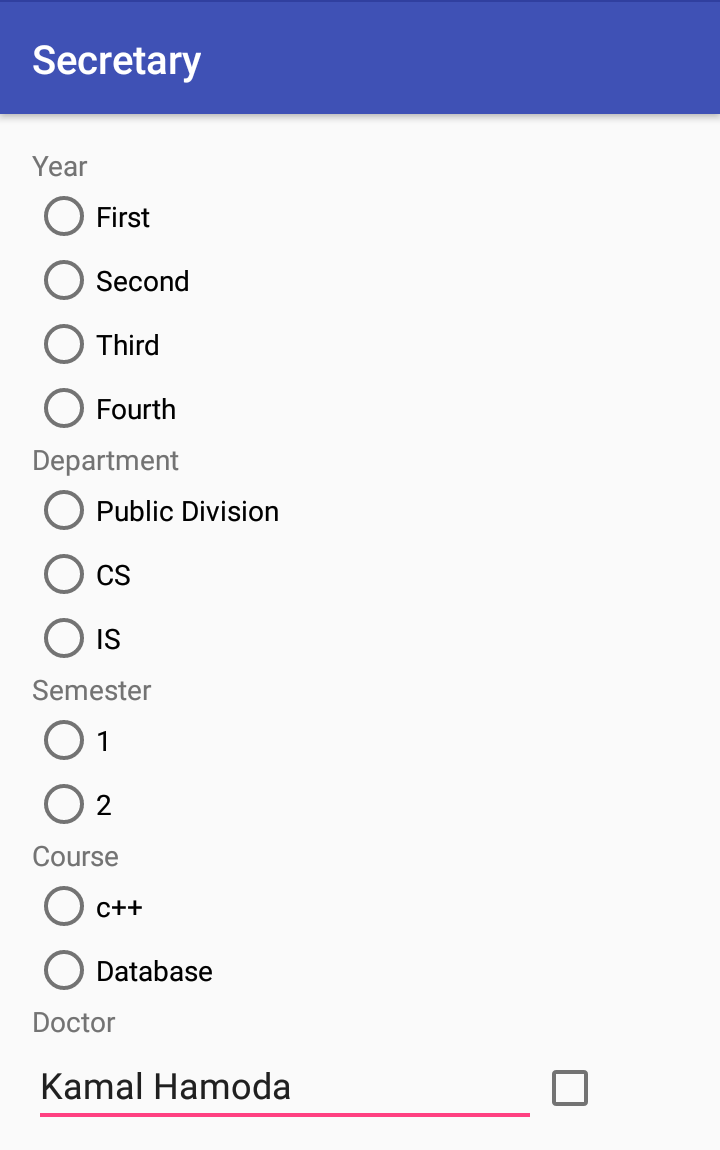 Secretary
Year
First
Second
Third
Fourth
Department
Public Division
CS
IS
Semester
1
2
Course
c++
Database
Doctor
Kamal Hamoda